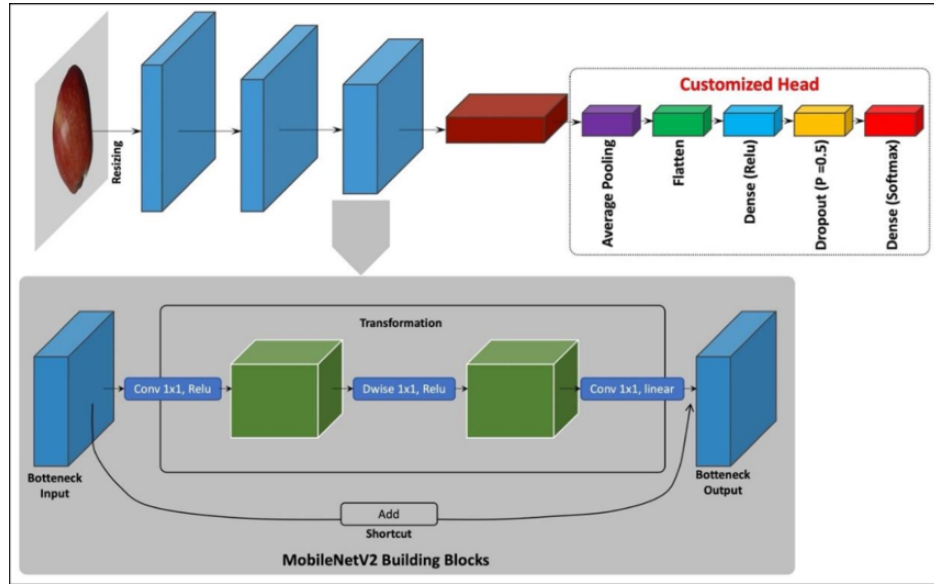 Customized Head
Resizing
Average Pooling
Flatten
Dense (Relu)
Dropout (P =0.5)
Dense (Softmax)
Transformation
Conv 1x1, Relu
Dwise 1x1, Relu
Conv 1x1, linear
Botteneck
Input
Botteneck
Output
Add
Shortcut
MobileNetV2 Building Blocks